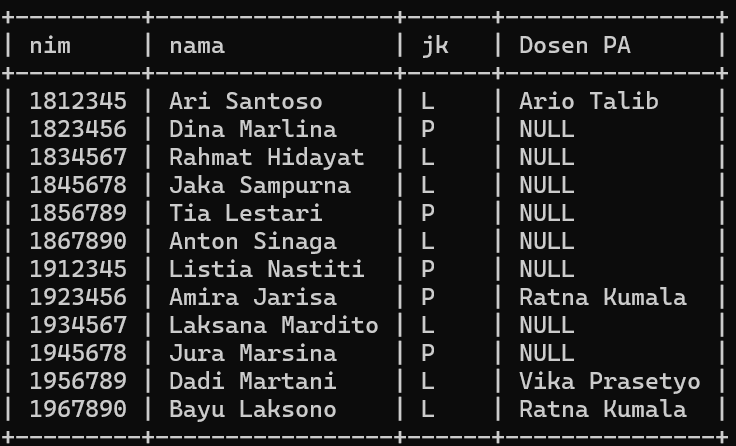 +---------+------------------+------+---------------+
| nim     | nama             | jk   | Dosen PA      |
+---------+------------------+------+---------------+
| 1812345 | Ari Santoso      | L    | Ario Talib    |
| 1823456 | Dina Marlina     | P    | NULL          |
| 1834567 | Rahmat Hidayat   | L    | NULL          |
| 1845678 | Jaka Sampurna    | L    | NULL          |
| 1856789 | Tia Lestari      | P    | NULL          |
| 1867890 | Anton Sinaga     | L    | NULL          |
| 1912345 | Listia Nastiti   | P    | NULL          |
| 1923456 | Amira Jarisa     | P    | Ratna Kumala  |
| 1934567 | Laksana Mardito  | L    | NULL          |
| 1945678 | Jura Marsina     | P    | NULL          |
| 1956789 | Dadi Martani     | L    | Vika Prasetyo |
| 1967890 | Bayu Laksono     | L    | Ratna Kumala  |
+---------+------------------+------+---------------+